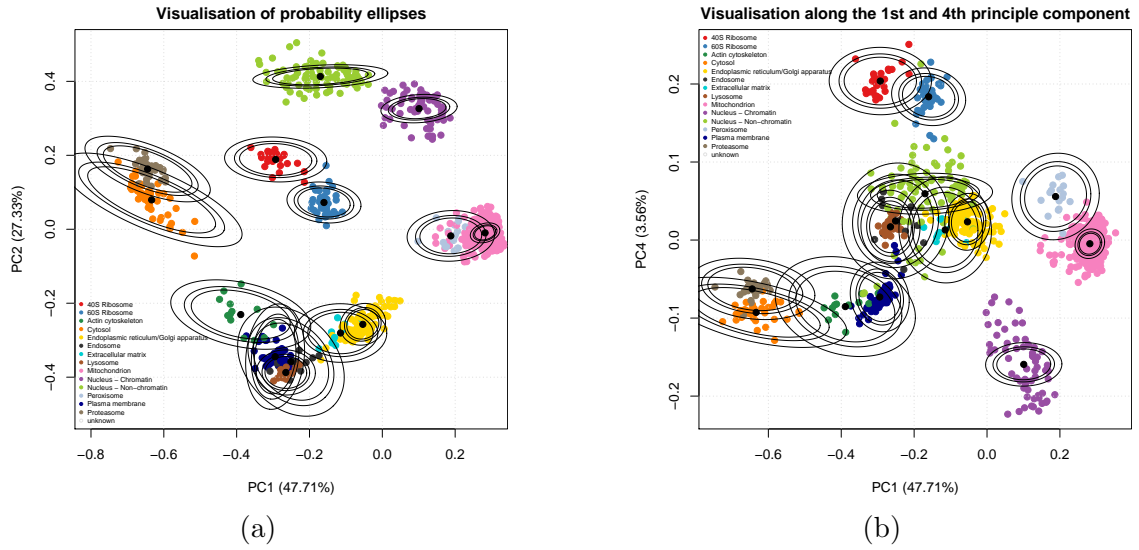 Visualisation of probability ellipses
PC2 (27.33%)
0.4
0.2
0.0
−0.2
−0.4
40S Ribosome
60S Ribosome
Actin cytoskeleton
Cytosol
Endoplasmic reticulum/Golgi apparatus
Endosome
Extracellular matrix
Lysosome
Mitochondrion
Nucleus − Chromatin
Nucleus − Non−chromatin
Peroxisome
Plasma membrane
Proteasome
unknown
−0.8 −0.6 −0.4 −0.2 0.0 0.2
PC1 (47.71%)
(a)
Visualisation along the 1st and 4th principle component
PC4 (3.56%)
0.2
0.1
0.0
−0.1
−0.2
40S Ribosome
60S Ribosome
Actin cytoskeleton
Cytosol
Endoplasmic reticulum/Golgi apparatus
Endosome
Extracellular matrix
Lysosome
Mitochondrion
Nucleus − Chromatin
Nucleus − Non−chromatin
Peroxisome
Plasma membrane
Proteasome
unknown
−0.6 −0.4 −0.2 0.0 0.2
PC1 (47.71%)
(b)